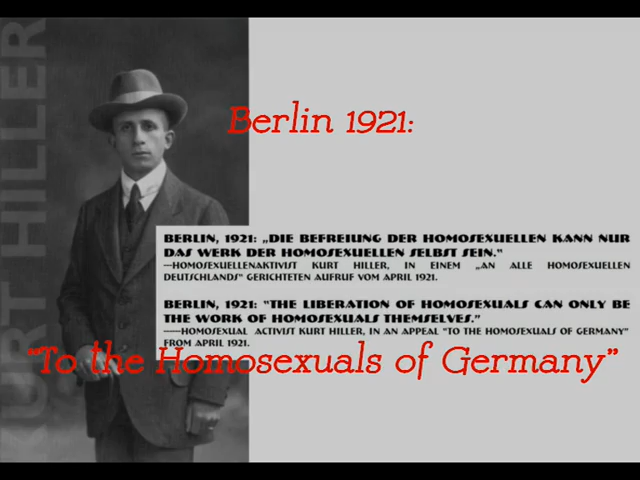 KURT HILLER
Berlin 1921:
BERLIN, 1921: „DIE BEFREIUNG DER HOMOSEXUELLEN KANN NUR
DAS WERK DER HOMOSEXUELLEN SELBST SEIN.“
—HOMOSEXUELLENAKTIVIST KURT HILLER, IN EINEM „AN ALLE HOMOSEXUELLEN
DEUTSCHLANDS“ GERICHTETEN AUFRUF VOM APRIL 1921.
BERLIN, 1921: “THE LIBERATION OF HOMOSEXUALS CAN ONLY BE
THE WORK OF HOMOSEXUALS THEMSELVES.”
——HOMOSEXUAL ACTIVIST KURT HILLER, IN AN APPEAL "TO THE HOMOSEXUALS OF GERMANY"
FROM APRIL 1921.
“To the Homosexuals of Germany”